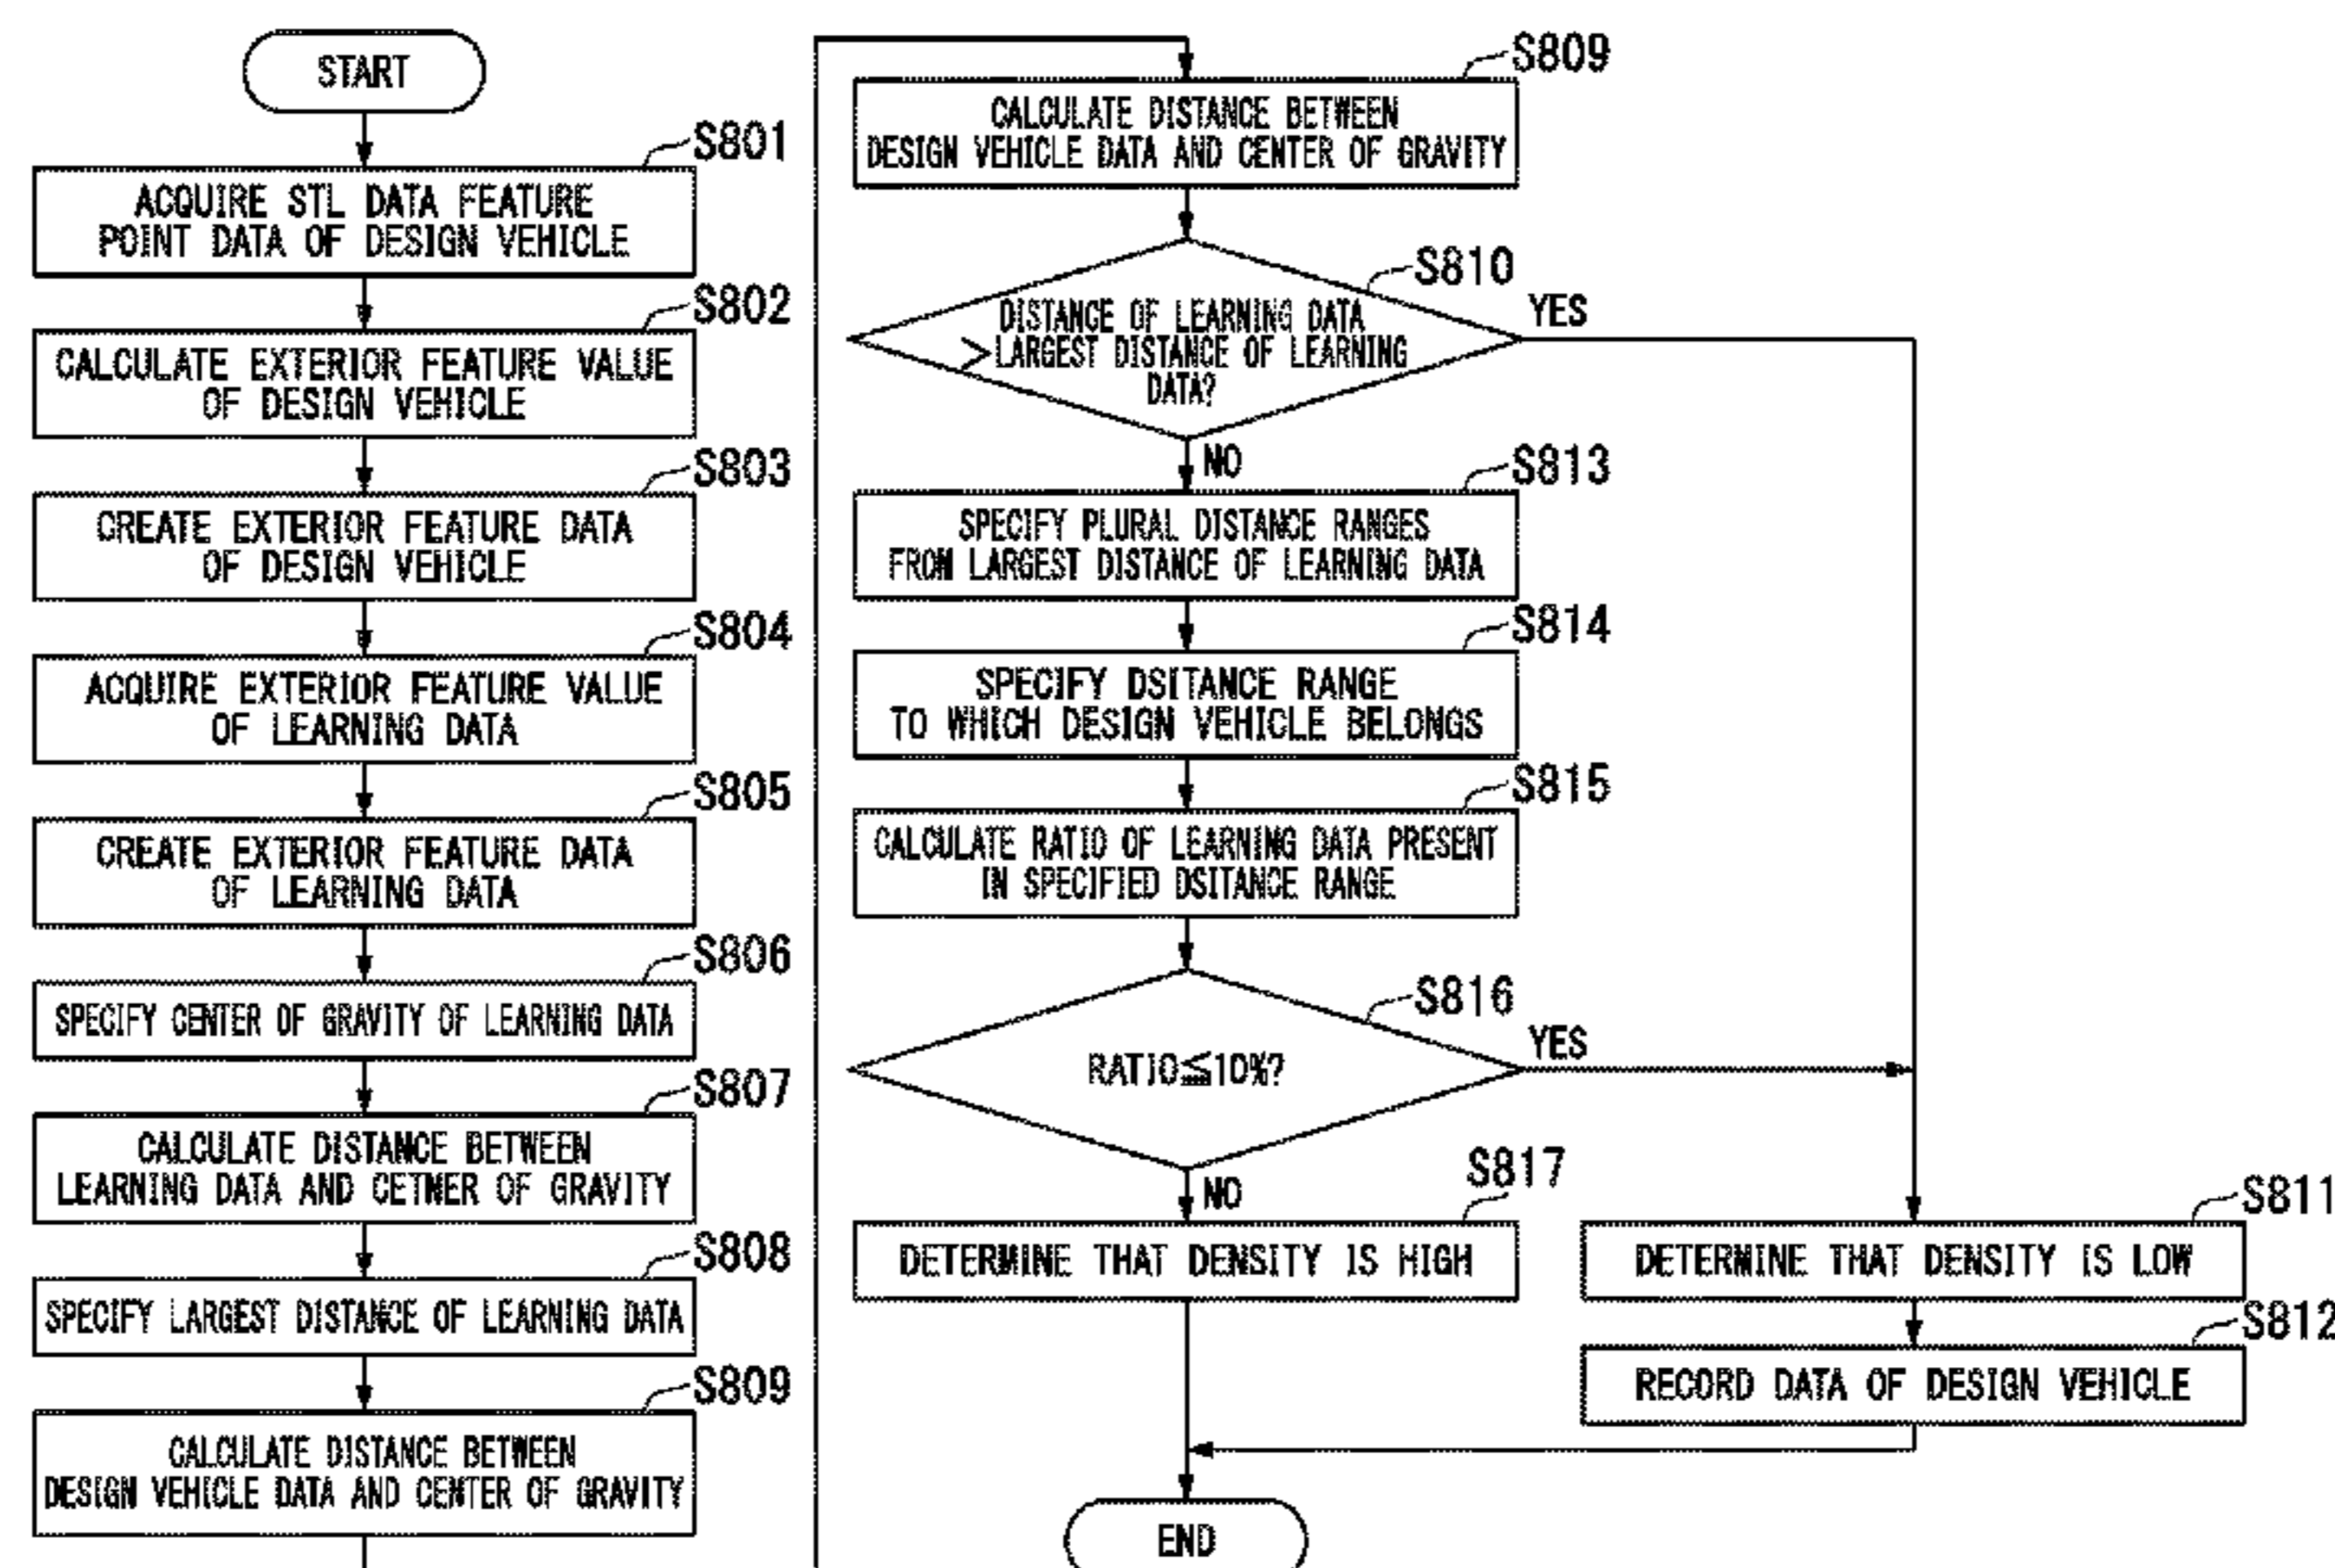 START
S801
ACQUIRE STL DATA FEATURE
POINT DATA OF DESIGN VEHICLE
S802
CALCULATE EXTERIOR FEATURE VALUE
OF DESIGN VEHICLE
S803
CREATE EXTERIOR FEATURE DATA
OF DESIGN VEHICLE
S804
ACQUIRE EXTERIOR FEATURE VALUE
OF LEARNING DATA
S805
CREATE EXTERIOR FEATURE DATA
OF LEARNING DATA
S806
SPECIFY CENTER OF GRAVITY OF LEARNING DATA
S807
CALCULATE DISTANCE BETWEEN
LEARNING DATA AND CETNER OF GRAVITY
S808
SPECIFY LARGEST DISTANCE OF LEARNING DATA
S809
CALCULATE DISTANCE BETWEEN
DESIGN VEHICLE DATA AND CENTER OF GRAVITY
S809
CALCULATE DISTANCE BETWEEN
DESIGN VEHICLE DATA AND CENTER OF GRAVITY
S810
DISTANCE OF LEARNING DATA
>LARGEST DISTANCE OF LEARNING
DATA?
YES
NO
S813
SPECIFY PLURAL DISTANCE RANGES
FROM LARGEST DISTANCE OF LEARNING DATA
S814
SPECIFY DSITANCE RANGE
TO WHICH DESIGN VEHICLE BELONGS
S815
CALCULATE RATIO OF LEARNING DATA PRESENT
IN SPECIFIED DSITANCE RANGE
S816
RATIO≦10%?
YES
NO
S817
DETERMINE THAT DENSITY IS HIGH
S811
DETERMINE THAT DENSITY IS LOW
S812
RECORD DATA OF DESIGN VEHICLE
END